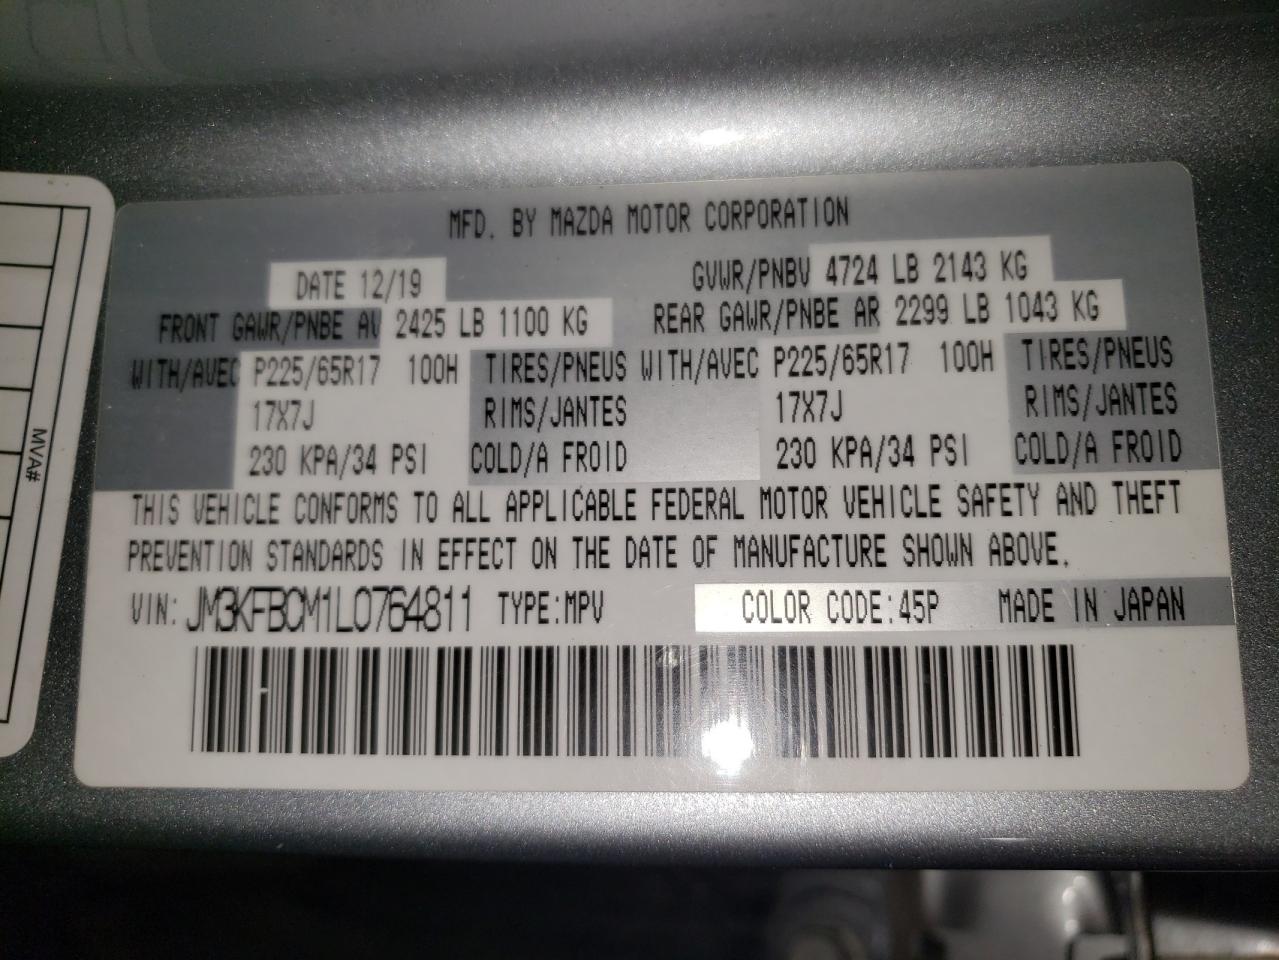 MFD. BY MAZDA MOTOR CORPORATION
DATE 12/19 GVWR/PNBV 4724 LB 2143 KG
FRONT GAWR/PNBE AV 2425 LB 1100 KG REAR GAWR/PNBE AR 2299 LB 1043 KG
WITH/AVEC P225/65R17 100H TIRES/PNEUS WITH/AVEC P225/65R17 100H TIRES/PNEUS
17X7J RIMS/JANTES 17X7J RIMS/JANTES
230 KPA/34 PSI COLD/A FROID 230 KPA/34 PSI COLD/A FROID
THIS VEHICLE CONFORMS TO ALL APPLICABLE FEDERAL MOTOR VEHICLE SAFETY AND THEFT
PREVENTION STANDARDS IN EFFECT ON THE DATE OF MANUFACTURE SHOWN ABOVE.
VIN: JM3KFBCM1L0764811 TYPE:MPV COLOR CODE:45P MADE IN JAPAN
MVA#